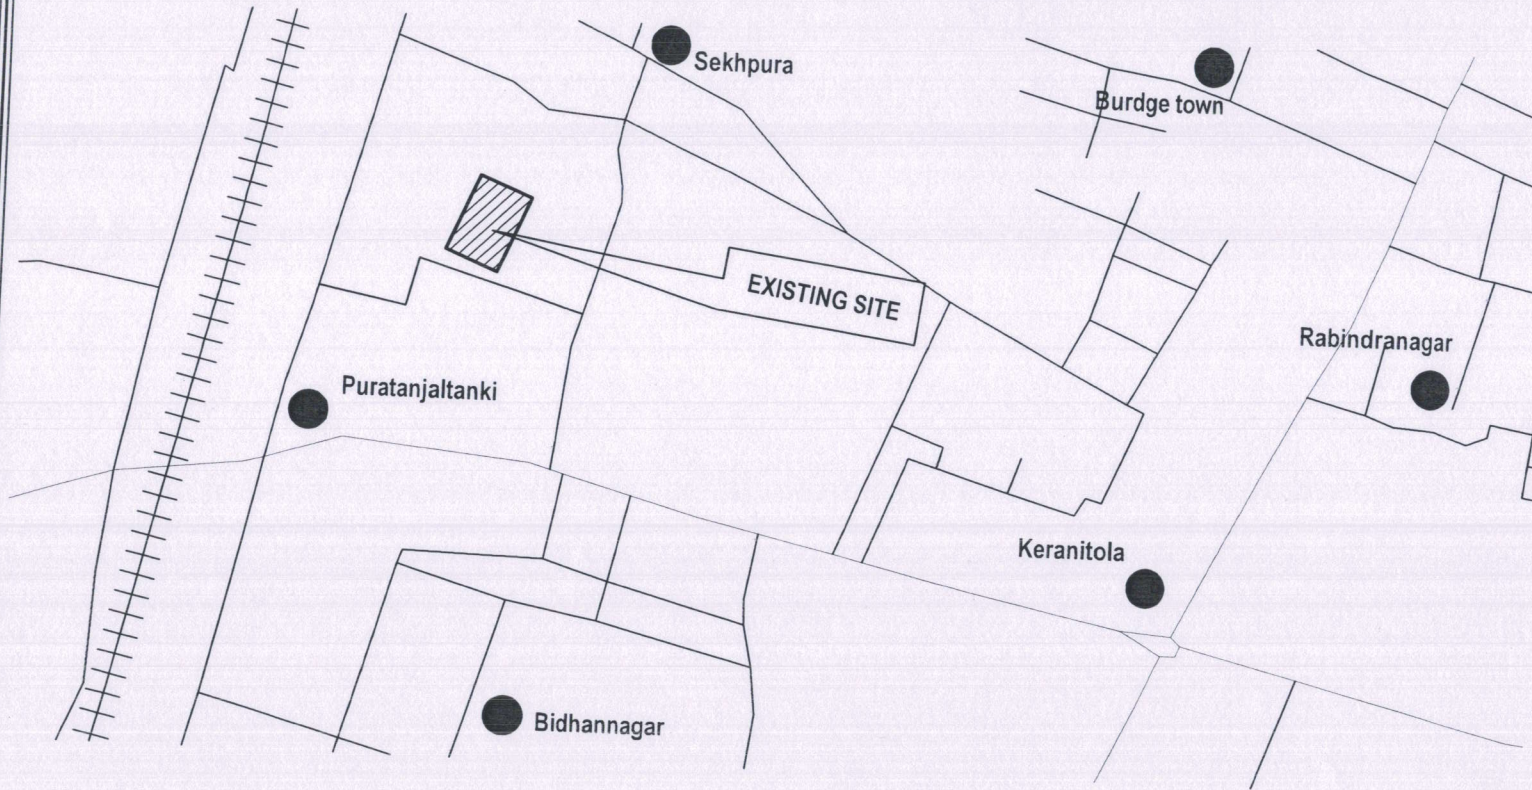 Sekhpura
Burdge town
EXISTING SITE
Rabindranagar
Puratanjaltanki
Keranitola
Bidhannagar